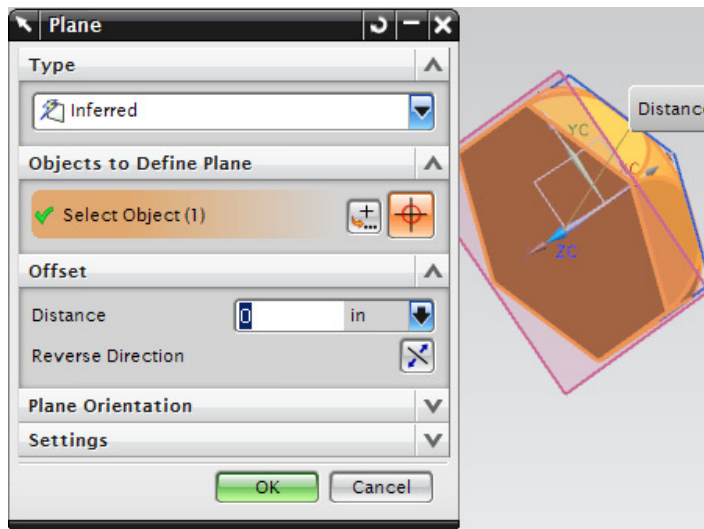 Plane
Type
Inferred
Objects to Define Plane
Select Object (1)
Offset
Distance
0 in
Reverse Direction
Plane Orientation
Settings
OK Cancel
Distance
YC
ZC